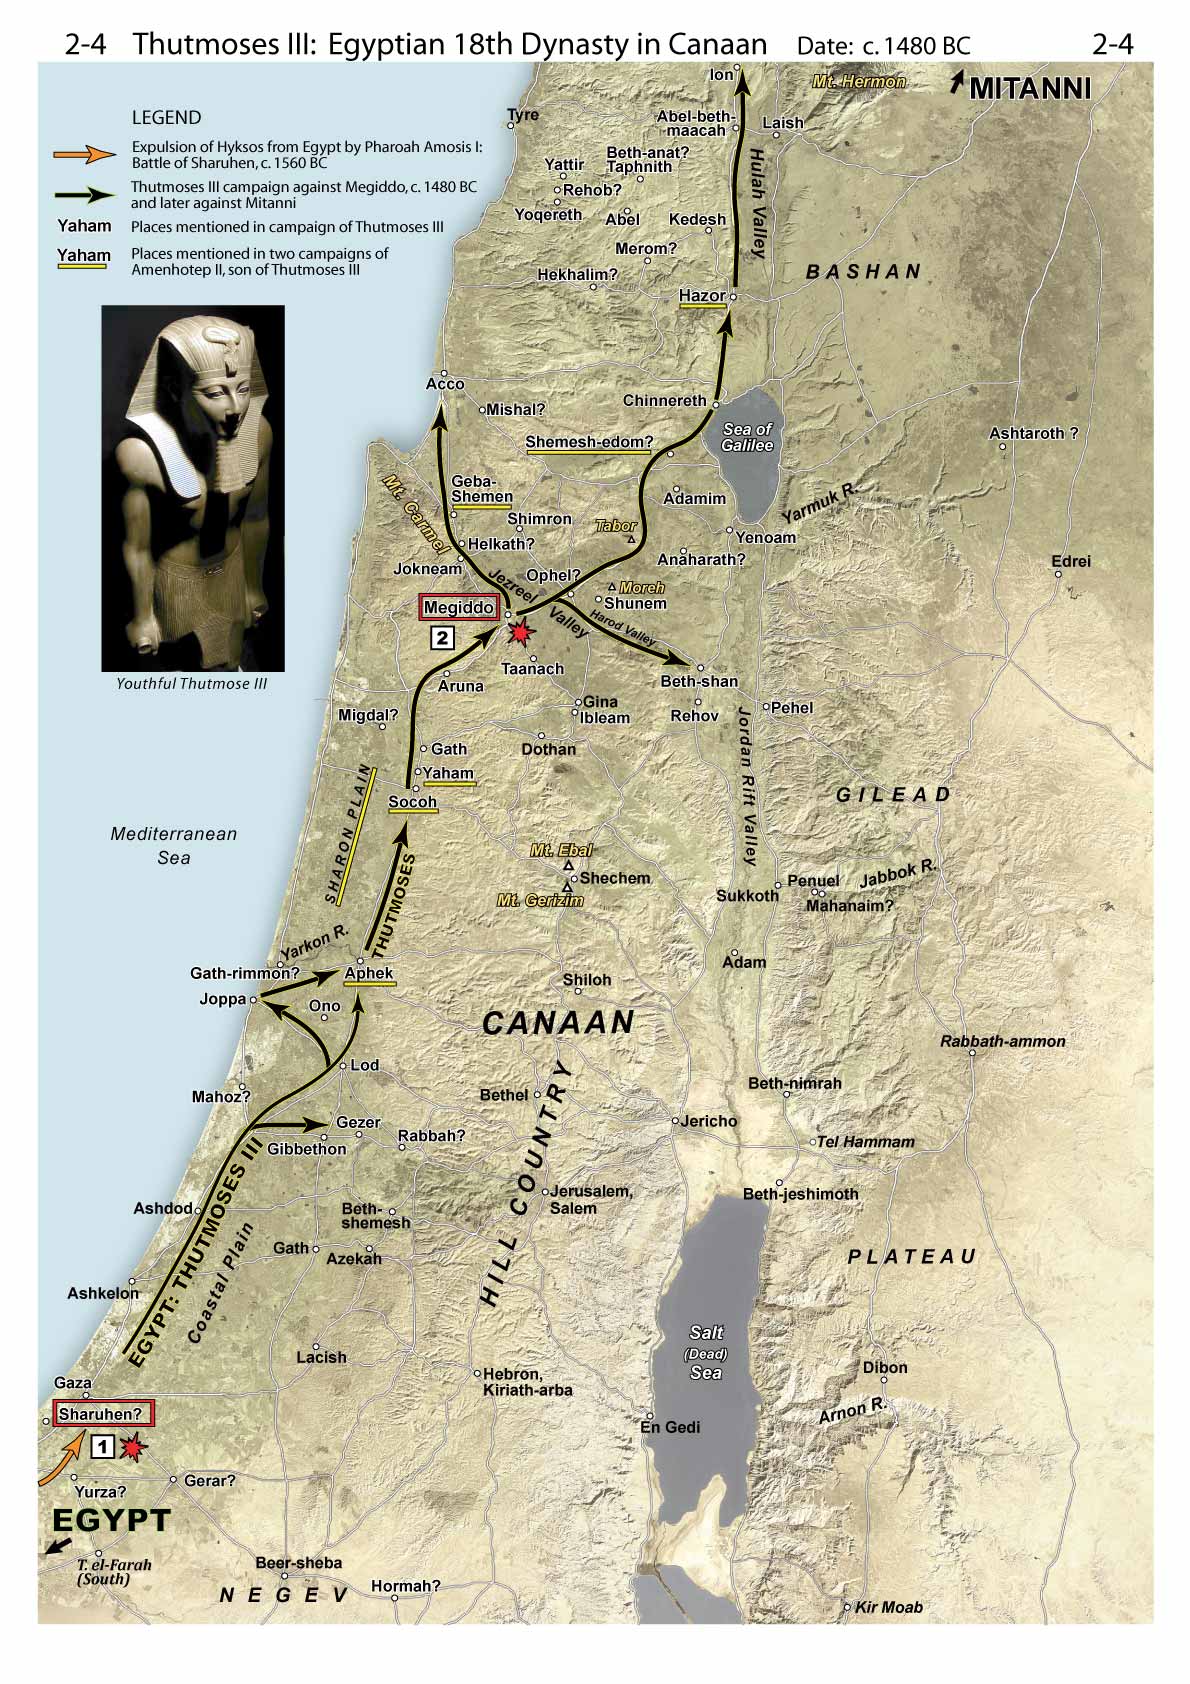 2-4 Thutmoses III: Egyptian 18th Dynasty in Canaan Date: c. 1480 BC 2-4
LEGEND
Expulsion of Hyksos from Egypt by Pharoah Amosis I:
Battle of Sharuhen, c. 1560 BC
Thutmoses III campaign against Megiddo, c. 1480 BC
and later against Mitanni
Yaham Places mentioned in campaign of Thutmoses III
Yaham Places mentioned in two campaigns of
Amenhotep II, son of Thutmoses III
Youthful Thutmose III
Ion
Mt. Hermon
MITANNI
Tyre
Abel-beth-
maacah
Laish
Beth-anat?
Taphnith
Yattir
Rehob?
Yoqereth
Abel
Kedesh
Hulah Valley
Merom?
Hekhalim?
BASHAN
Hazor
Acco
Mishal?
Chinnereth
Sea of
Galilee
Shemesh-edom?
Ashtaroth ?
Mt. Carmel
Geba-
Shemen
Adamim
Yarmuk R.
Shimron
Tabor
Helkath?
Yenoam
Anaharath?
Jokneam
Edrei
Jezreel
Valley
Ophel?
Moreh
Shunem
Megiddo
2
Harod Valley
Taanach
Beth-shan
Aruna
Gina
Ibleam
Rehov
Pehel
Migdal?
Gath
Dothan
Jordan Rift Valley
Yaham
Socoh
GILEAD
SHARON PLAIN
Mediterranean
Sea
THUTMOSES
Mt. Ebal
Shechem
Mt. Gerizim
Sukkoth
Penuel
Jabbok R.
Mahanaim?
Yarkon R.
Adam
Gath-rimmon?
Aphek
Joppa
Ono
Shiloh
CANAAN
Rabbath-ammon
Lod
Mahoz?
Bethel
Beth-nimrah
HILL COUNTRY
Gezer
Jericho
Gibbethon
Rabbah?
Tel Hammam
Jerusalem,
Salem
Beth-jeshimoth
Ashdod
Beth-
shemesh
EGYPT: THUTMOSES III
Coastal Plain
Gath
Azekah
PLATEAU
Ashkelon
Salt
(Dead)
Sea
Lacish
Dibon
Hebron,
Kiriath-arba
Gaza
Sharuhen?
Arnon R.
En Gedi
1
Yurza?
Gerar?
EGYPT
T. el-Farah
(South)
Beer-sheba
NEGEV
Hormah?
Kir Moab